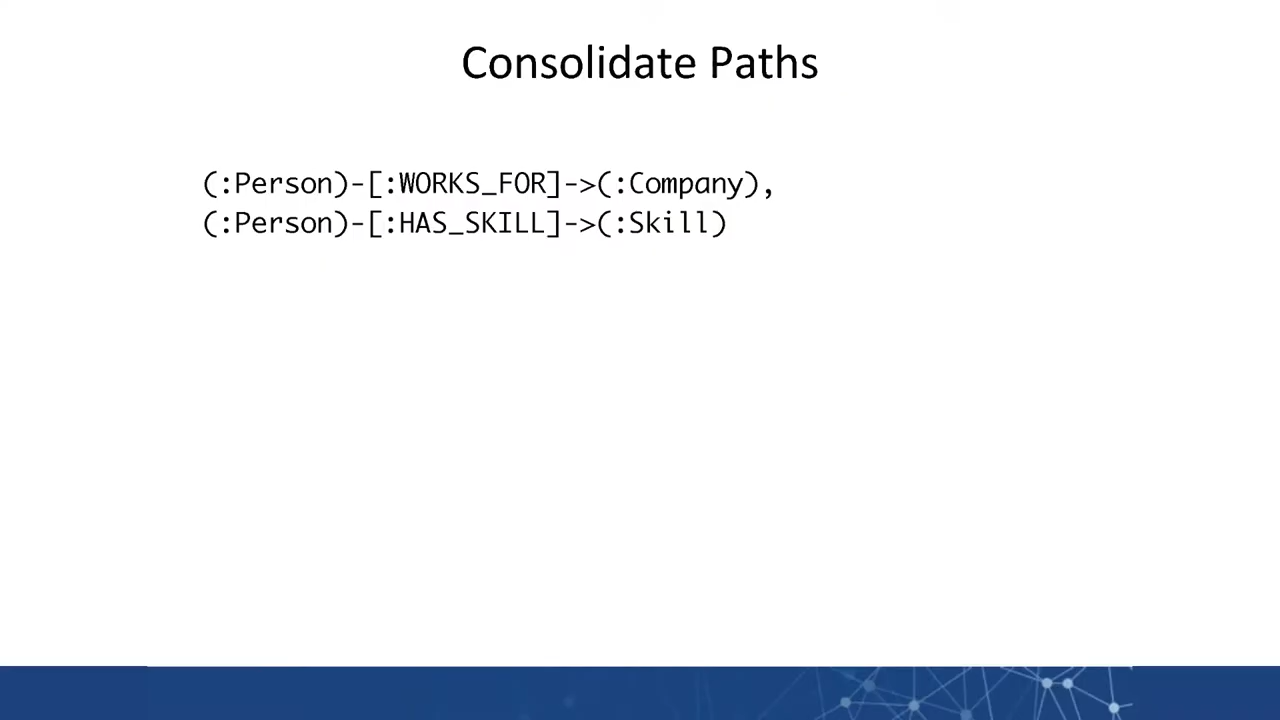 Consolidate Paths
(:Person)-[:WORKS_FOR]->(:Company),
(:Person)-[:HAS_SKILL]->(:Skill)